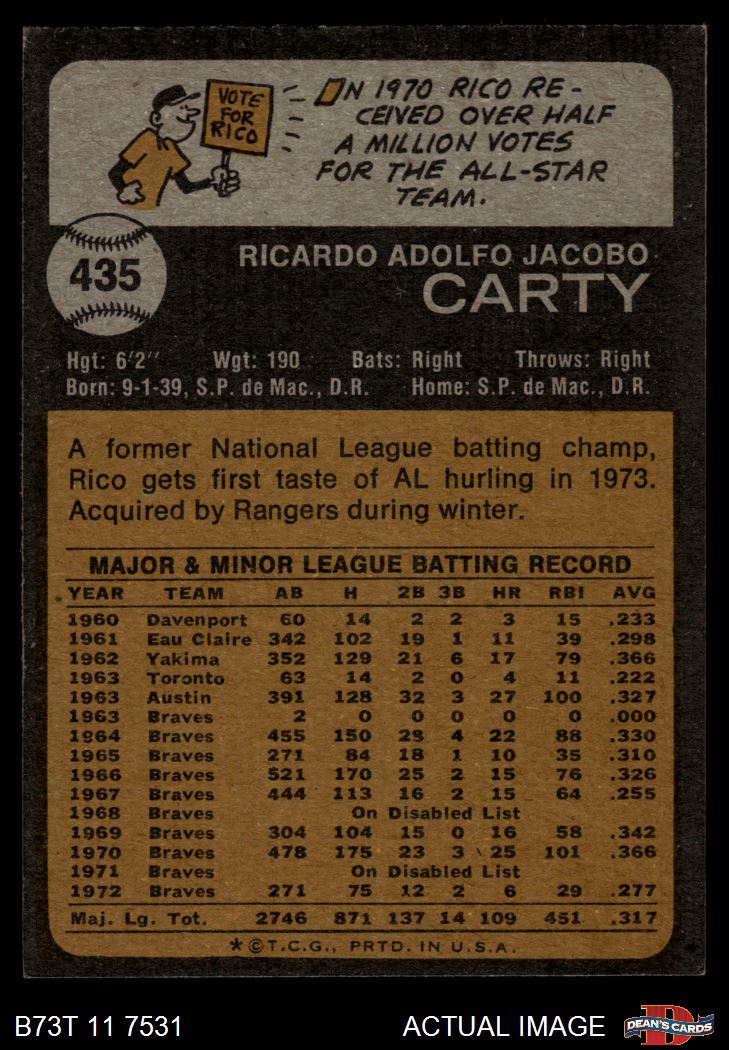 VOTE
FOR
RICO
IN 1970 RICO RE-
CEIVED OVER HALF
A MILLION VOTES
FOR THE ALL-STAR
TEAM.
435
RICARDO ADOLFO JACOBO
CARTY
Hgt: 6'2" Wgt: 190 Bats: Right Throws: Right
Born: 9-1-39, S.P. de Mac., D.R. Home: S.P. de Mac., D.R.
A former National League batting champ,
Rico gets first taste of AL hurling in 1973.
Acquired by Rangers during winter.
MAJOR & MINOR LEAGUE BATTING RECORD
YEAR TEAM AB H 2B 3B HR RBI AVG
1960 Davenport 60 14 2 2 3 15 .233
1961 Eau Claire 342 102 19 1 11 39 .298
1962 Yakima 352 129 21 6 17 79 .366
1963 Toronto 63 14 2 0 4 11 .222
1963 Austin 391 128 32 3 27 100 .327
1963 Braves 2 0 0 0 0 0 .000
1964 Braves 455 150 28 4 22 88 .330
1965 Braves 271 84 18 1 10 35 .310
1966 Braves 521 170 25 2 15 76 .326
1967 Braves 444 113 16 2 15 64 .255
1968 Braves On Disabled List
1969 Braves 304 104 15 0 16 58 .342
1970 Braves 478 175 23 3 25 101 .366
1971 Braves On Disabled List
1972 Braves 271 75 12 2 6 29 .277
Maj. Lg. Tot. 2746 871 137 14 109 451 .317
*©T.C.G., PRTD. IN U.S.A.
B73T 11 7531 ACTUAL IMAGE
DEAN'S CARDS